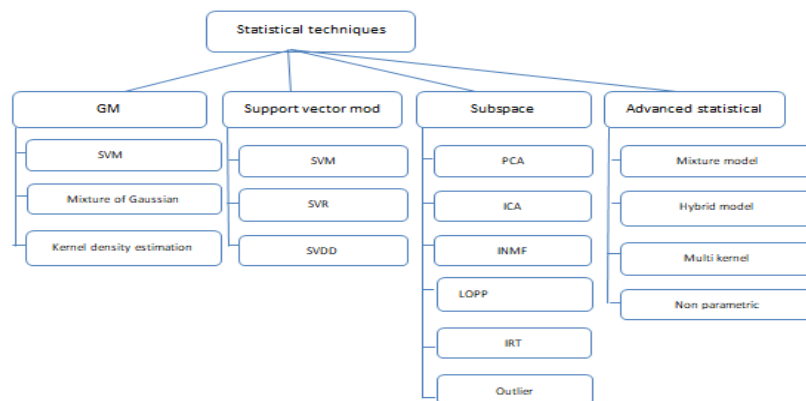 Statistical techniques
GM
Support vector mod
Subspace
Advanced statistical
SVM
Mixture of Gaussian
Kernel density estimation
SVM
SVR
SVDD
PCA
ICA
INMF
LOPP
IRT
Outlier
Mixture model
Hybrid model
Multi kernel
Non parametric